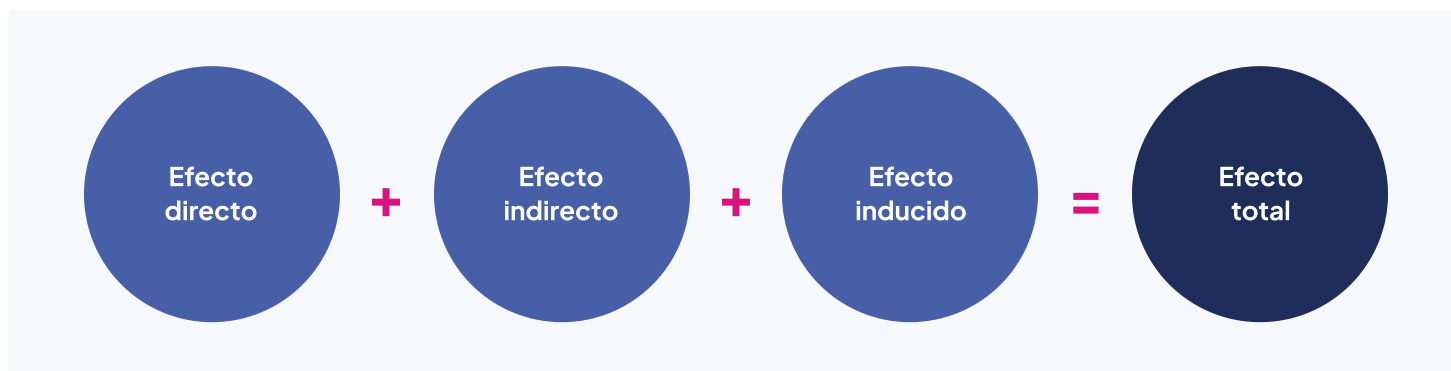 Efecto
directo
+
Efecto
indirecto
+
Efecto
inducido
=
Efecto
total